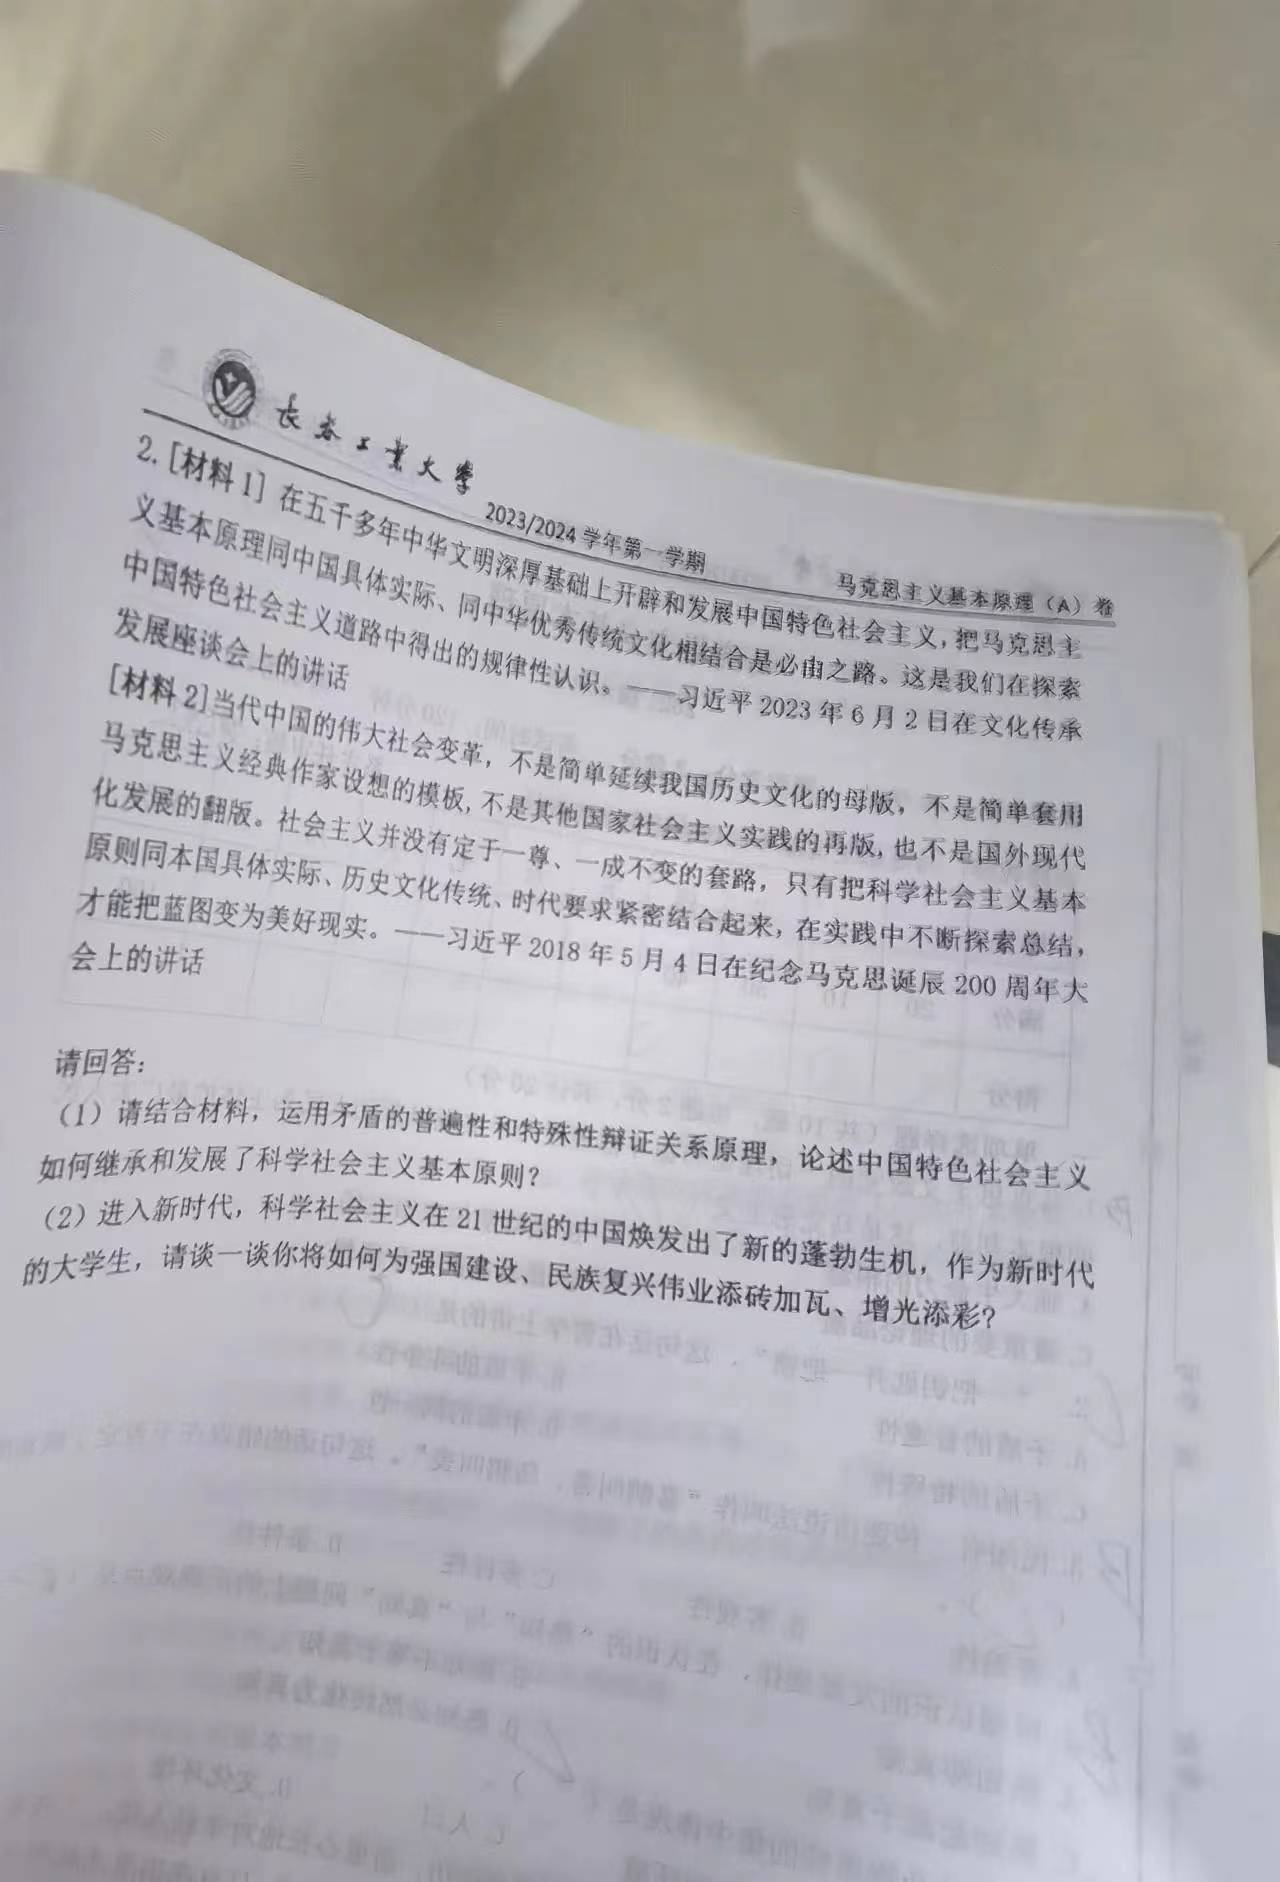 长春工业大学
2023/2024 学年第一学期
马克思主义基本原理（A）卷
2.[材料1] 在五千多年中华文明深厚基础上开辟和发展中国特色社会主义，把马克思主
义基本原理同中国具体实际、同中华优秀传统文化相结合是必由之路。这是我们在探索
中国特色社会主义道路中得出的规律性认识。——习近平 2023 年 6 月 2 日在文化传承
发展座谈会上的讲话
[材料2]当代中国的伟大社会变革，不是简单延续我国历史文化的母版，不是简单套用
马克思主义经典作家设想的模板,不是其他国家社会主义实践的再版,也不是国外现代
化发展的翻版。社会主义并没有定于一尊、一成不变的套路，只有把科学社会主义基本
原则同本国具体实际、历史文化传统、时代要求紧密结合起来，在实践中不断探索总结，
才能把蓝图变为美好现实。——习近平 2018 年 5 月 4 日在纪念马克思诞辰 200 周年大
会上的讲话
请回答：
（1）请结合材料，运用矛盾的普遍性和特殊性辩证关系原理，论述中国特色社会主义
如何继承和发展了科学社会主义基本原则？
（2）进入新时代，科学社会主义在 21 世纪的中国焕发出了新的蓬勃生机，作为新时代
的大学生，请谈一谈你将如何为强国建设、民族复兴伟业添砖加瓦、增光添彩？